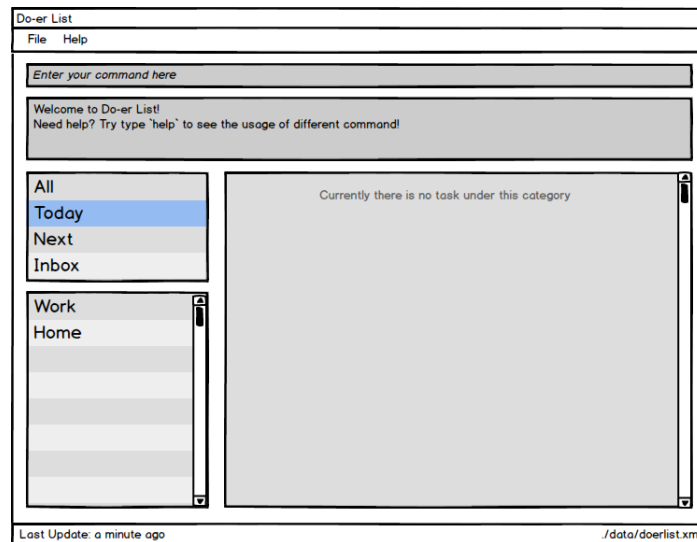 Do-er List
File Help
Enter your command here
Welcome to Do-er List!
Need help? Try type `help` to see the usage of different command!
All
Today
Next
Inbox
Currently there is no task under this category
Work
Home
Last Update: a minute ago
./data/doerlist.xm